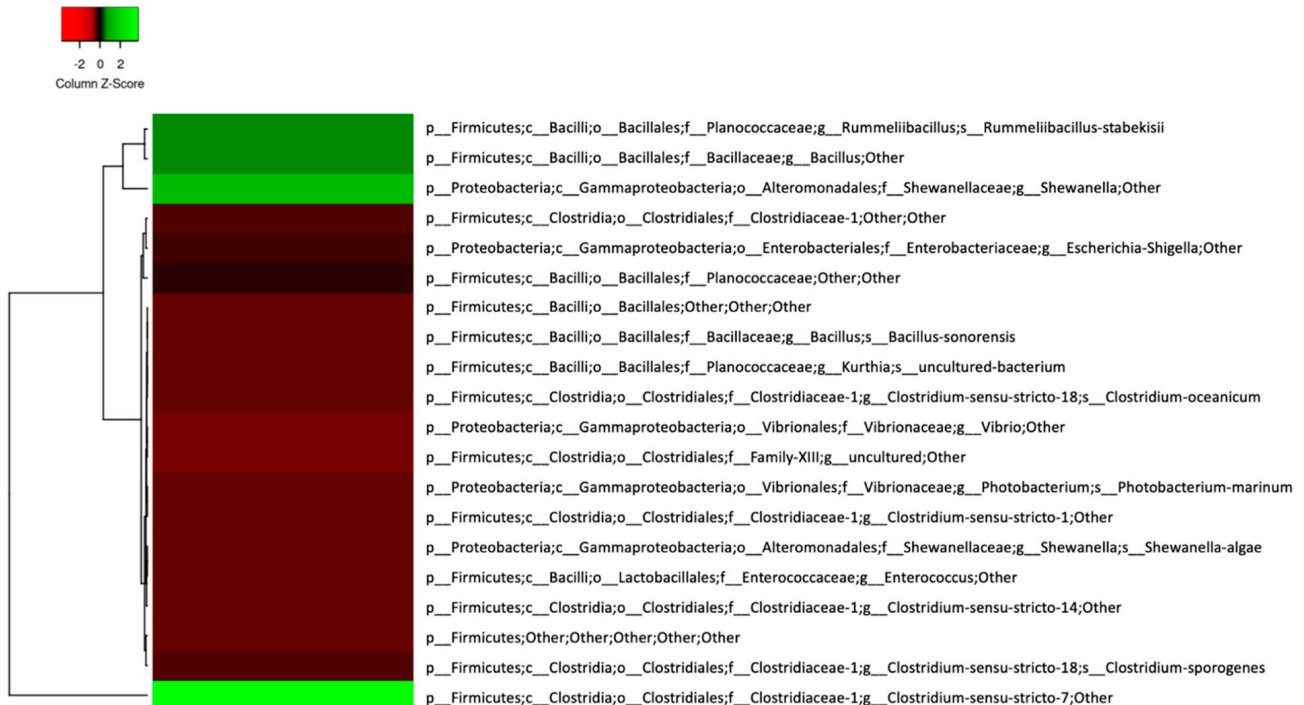 -2 0 2
Column Z-Score
p__Firmicutes;c__Bacilli;o__Bacillales;f__Planococcaceae;g__Rummeliibacillus;s__Rummeliibacillus-stabekisii
p__Firmicutes;c__Bacilli;o__Bacillales;f__Bacillaceae;g__Bacillus;Other
p__Proteobacteria;c__Gammaproteobacteria;o__Alteromonadales;f__Shewanellaceae;g__Shewanella;Other
p__Firmicutes;c__Clostridia;o__Clostridiales;f__Clostridiaceae-1;Other;Other
p__Proteobacteria;c__Gammaproteobacteria;o__Enterobacteriales;f__Enterobacteriaceae;g__Escherichia-Shigella;Other
p__Firmicutes;c__Bacilli;o__Bacillales;f__Planococcaceae;Other;Other
p__Firmicutes;c__Bacilli;o__Bacillales;Other;Other;Other
p__Firmicutes;c__Bacilli;o__Bacillales;f__Bacillaceae;g__Bacillus;s__Bacillus-sonorensis
p__Firmicutes;c__Bacilli;o__Bacillales;f__Planococcaceae;g__Kurthia;s__uncultured-bacterium
p__Firmicutes;c__Clostridia;o__Clostridiales;f__Clostridiaceae-1;g__Clostridium-sensu-stricto-18;s__Clostridium-oceanicum
p__Proteobacteria;c__Gammaproteobacteria;o__Vibrionales;f__Vibrionaceae;g__Vibrio;Other
p__Firmicutes;c__Clostridia;o__Clostridiales;f__Family-XIII;g__uncultured;Other
p__Proteobacteria;c__Gammaproteobacteria;o__Vibrionales;f__Vibrionaceae;g__Photobacterium;s__Photobacterium-marinum
p__Firmicutes;c__Clostridia;o__Clostridiales;f__Clostridiaceae-1;g__Clostridium-sensu-stricto-1;Other
p__Proteobacteria;c__Gammaproteobacteria;o__Alteromonadales;f__Shewanellaceae;g__Shewanella;s__Shewanella-algae
p__Firmicutes;c__Bacilli;o__Lactobacillales;f__Enterococcaceae;g__Enterococcus;Other
p__Firmicutes;c__Clostridia;o__Clostridiales;f__Clostridiaceae-1;g__Clostridium-sensu-stricto-14;Other
p__Firmicutes;Other;Other;Other;Other;Other
p__Firmicutes;c__Clostridia;o__Clostridiales;f__Clostridiaceae-1;g__Clostridium-sensu-stricto-18;s__Clostridium-sporogenes
p__Firmicutes;c__Clostridia;o__Clostridiales;f__Clostridiaceae-1;g__Clostridium-sensu-stricto-7;Other